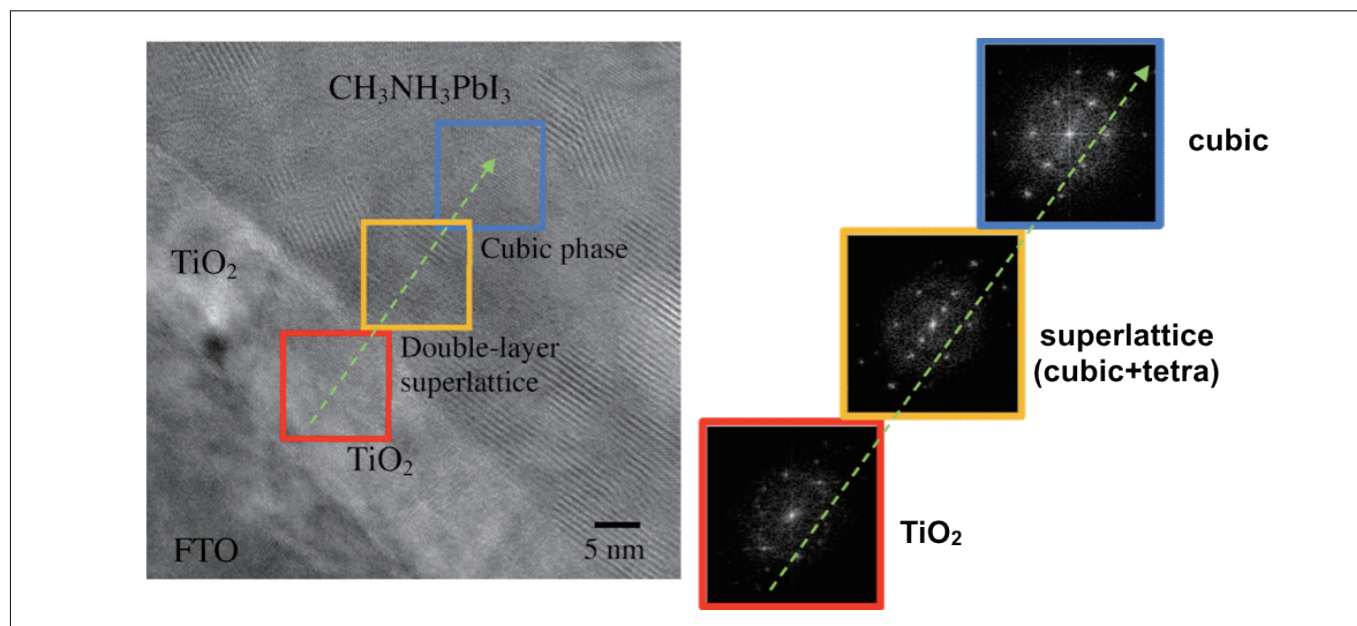 CH₃NH₃PbI₃
TiO₂
Cubic phase
Double-layer
superlattice
TiO₂
FTO
5 nm
cubic
superlattice
(cubic+tetra)
TiO₂